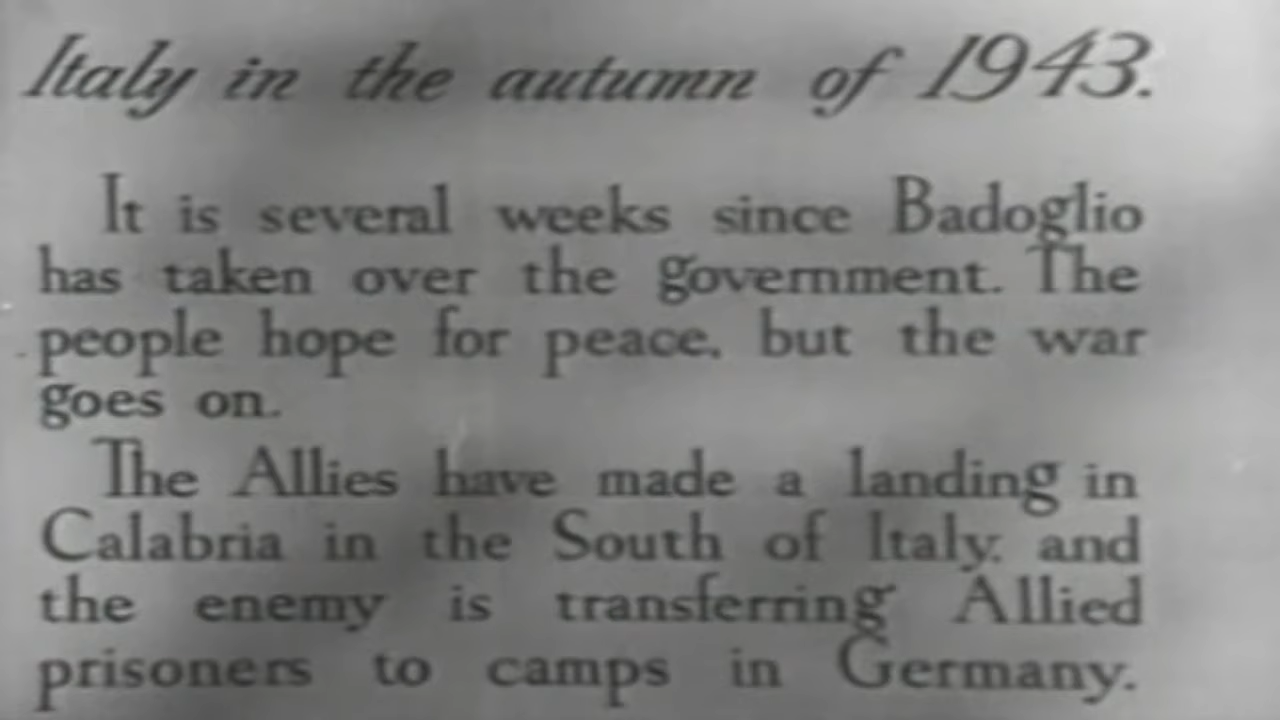 Italy in the autumn of 1943.
It is several weeks since Badoglio
has taken over the government. The
people hope for peace, but the war
goes on.
The Allies have made a landing in
Calabria in the South of Italy. and
the enemy is transferring Allied
prisoners to camps in Germany.